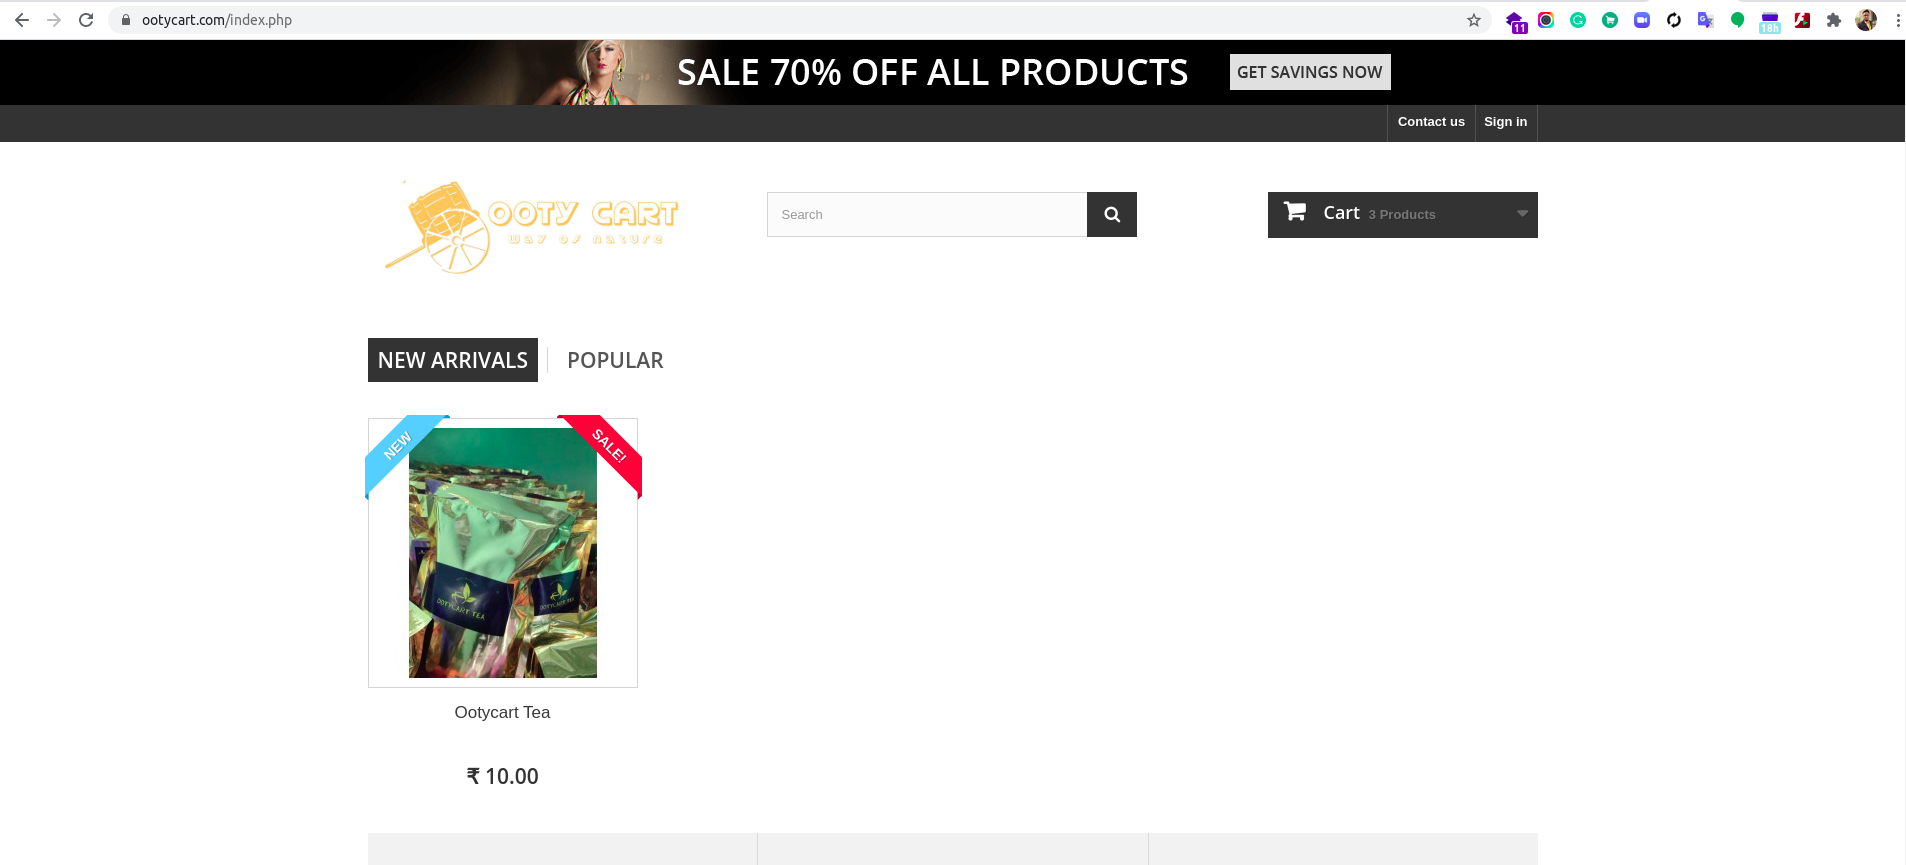 ootycart.com/index.php
11
18h
SALE 70% OFF ALL PRODUCTS
GET SAVINGS NOW
Contact us
Sign in
OOTY CART
way of nature
Search
Cart 3 Products
NEW ARRIVALS
POPULAR
NEW
SALE!
OOTYCART TEA
OOTYCART TEA
Ootycart Tea
₹ 10.00